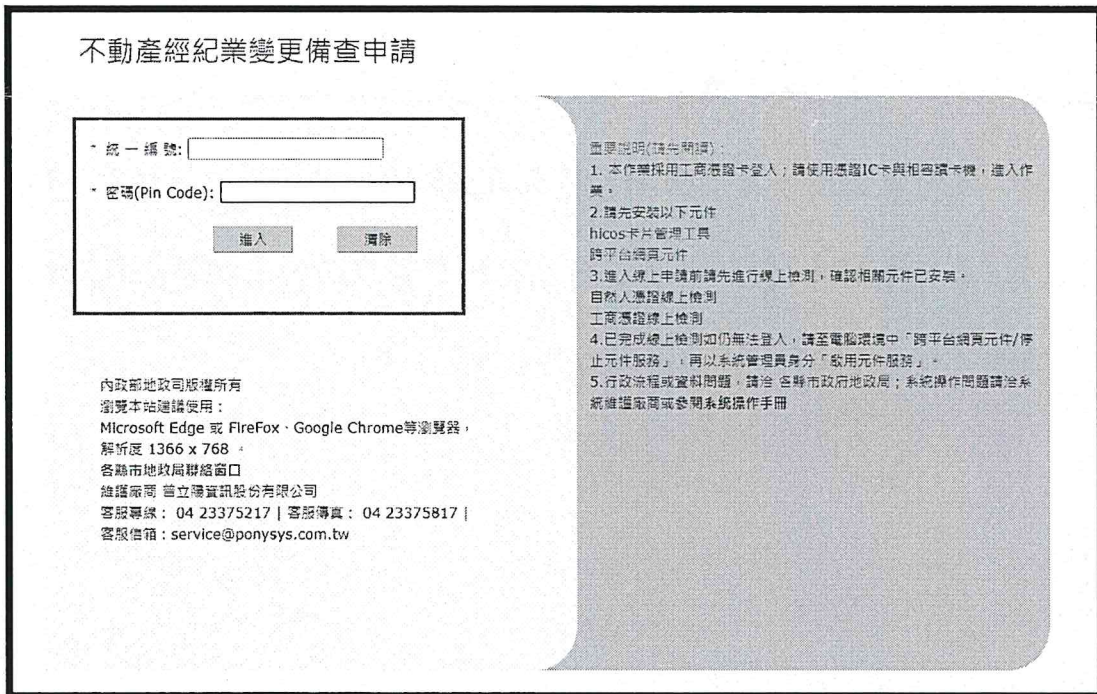 不動產經紀業變更備查申請
* 統 一 編 號:
* 密碼(Pin Code):
進入 清除
內政部地政司版權所有
瀏覽本站建議使用：
Microsoft Edge 或 FireFox、Google Chrome等瀏覽器，
解析度 1366 x 768 。
各縣市地政局聯絡窗口
維護廠商 普立陽資訊股份有限公司
客服專線： 04 23375217 | 客服傳真： 04 23375817 |
客服信箱：service@ponysys.com.tw
重要說明(請先閱讀)：
1. 本作業採用工商憑證卡登入；請使用憑證IC卡與相容讀卡機，進入作
業。
2.請先安裝以下元件
hicos卡片管理工具
跨平台網頁元件
3.進入線上申請前請先進行線上檢測，確認相關元件已安裝。
自然人憑證線上檢測
工商憑證線上檢測
4.已完成線上檢測如仍無法登入，請至電腦環境中「跨平台網頁元件/停
止元件服務」，再以系統管理員身分「啟用元件服務」。
5.行政流程或資料問題，請洽 各縣市政府地政局；系統操作問題請洽系
統維護廠商或參閱系統操作手冊